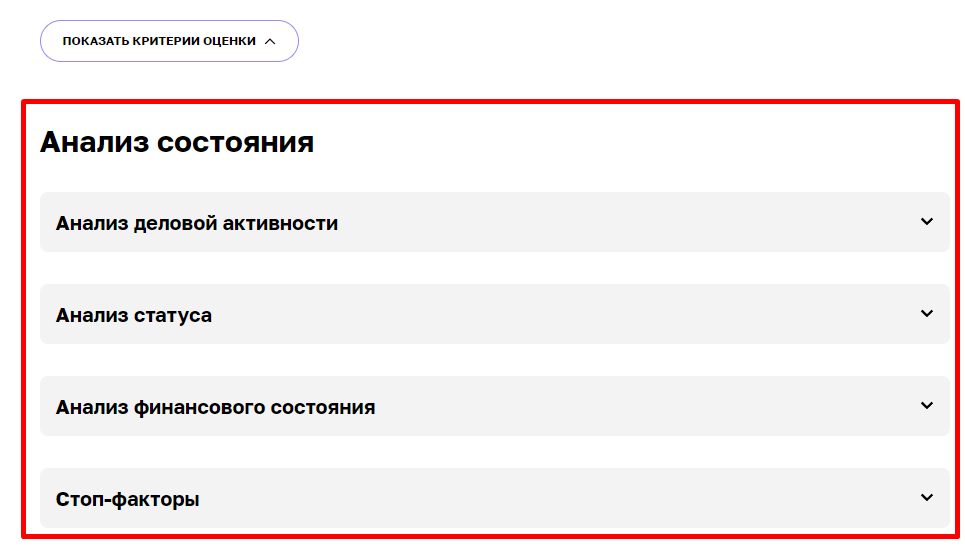 ПОКАЗАТЬ КРИТЕРИИ ОЦЕНКИ
Анализ состояния
Анализ деловой активности
Анализ статуса
Анализ финансового состояния
Стоп-факторы